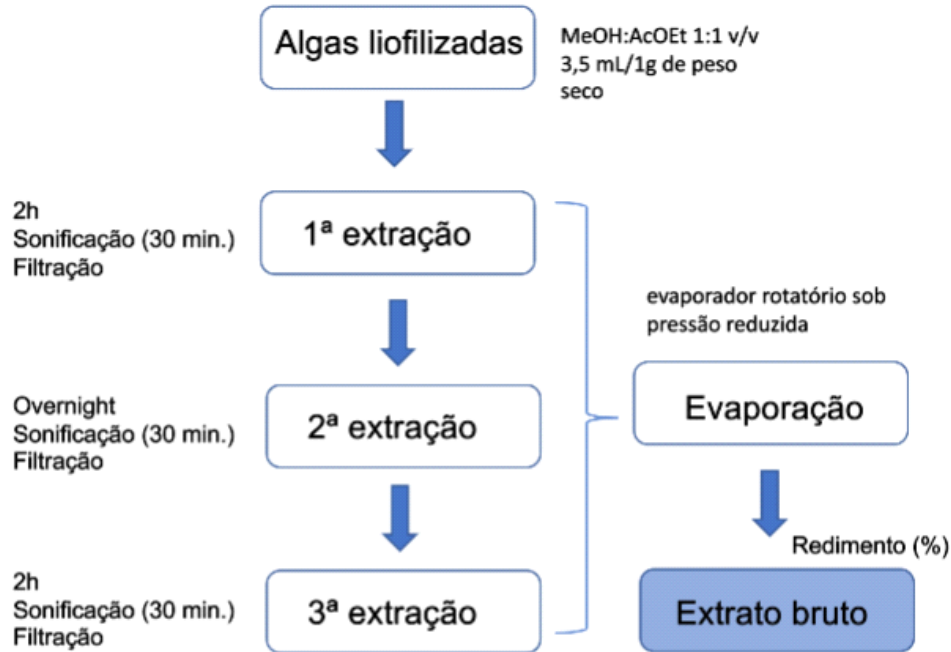 Algas liofilizadas
MeOH:AcOEt 1:1 v/v
3,5 mL/1g de peso
seco
2h
Sonificação (30 min.)
Filtração
1ª extração
Overnight
Sonificação (30 min.)
Filtração
2ª extração
2h
Sonificação (30 min.)
Filtração
3ª extração
evaporador rotatório sob
pressão reduzida
Evaporação
Redimento (%)
Extrato bruto